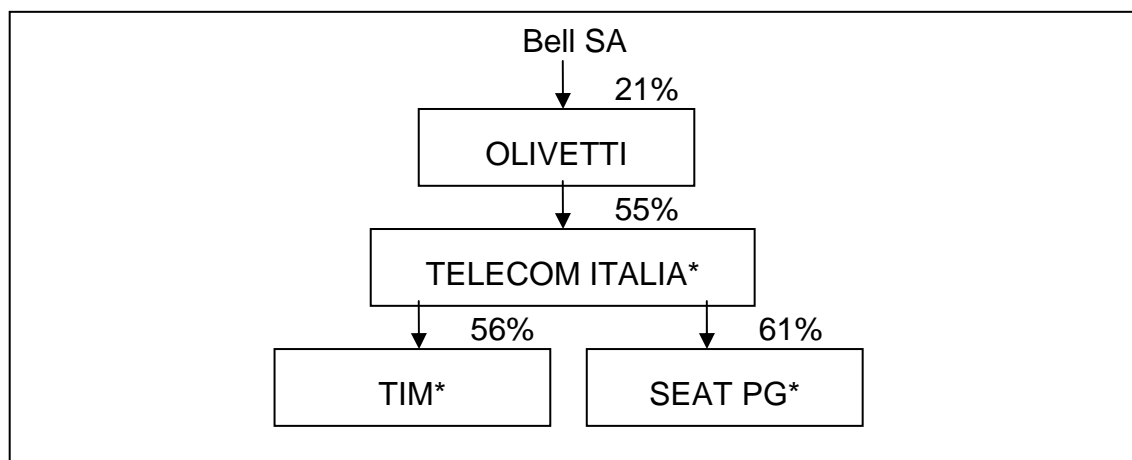 Bell SA
21%
OLIVETTI
55%
TELECOM ITALIA*
56%
61%
TIM*
SEAT PG*